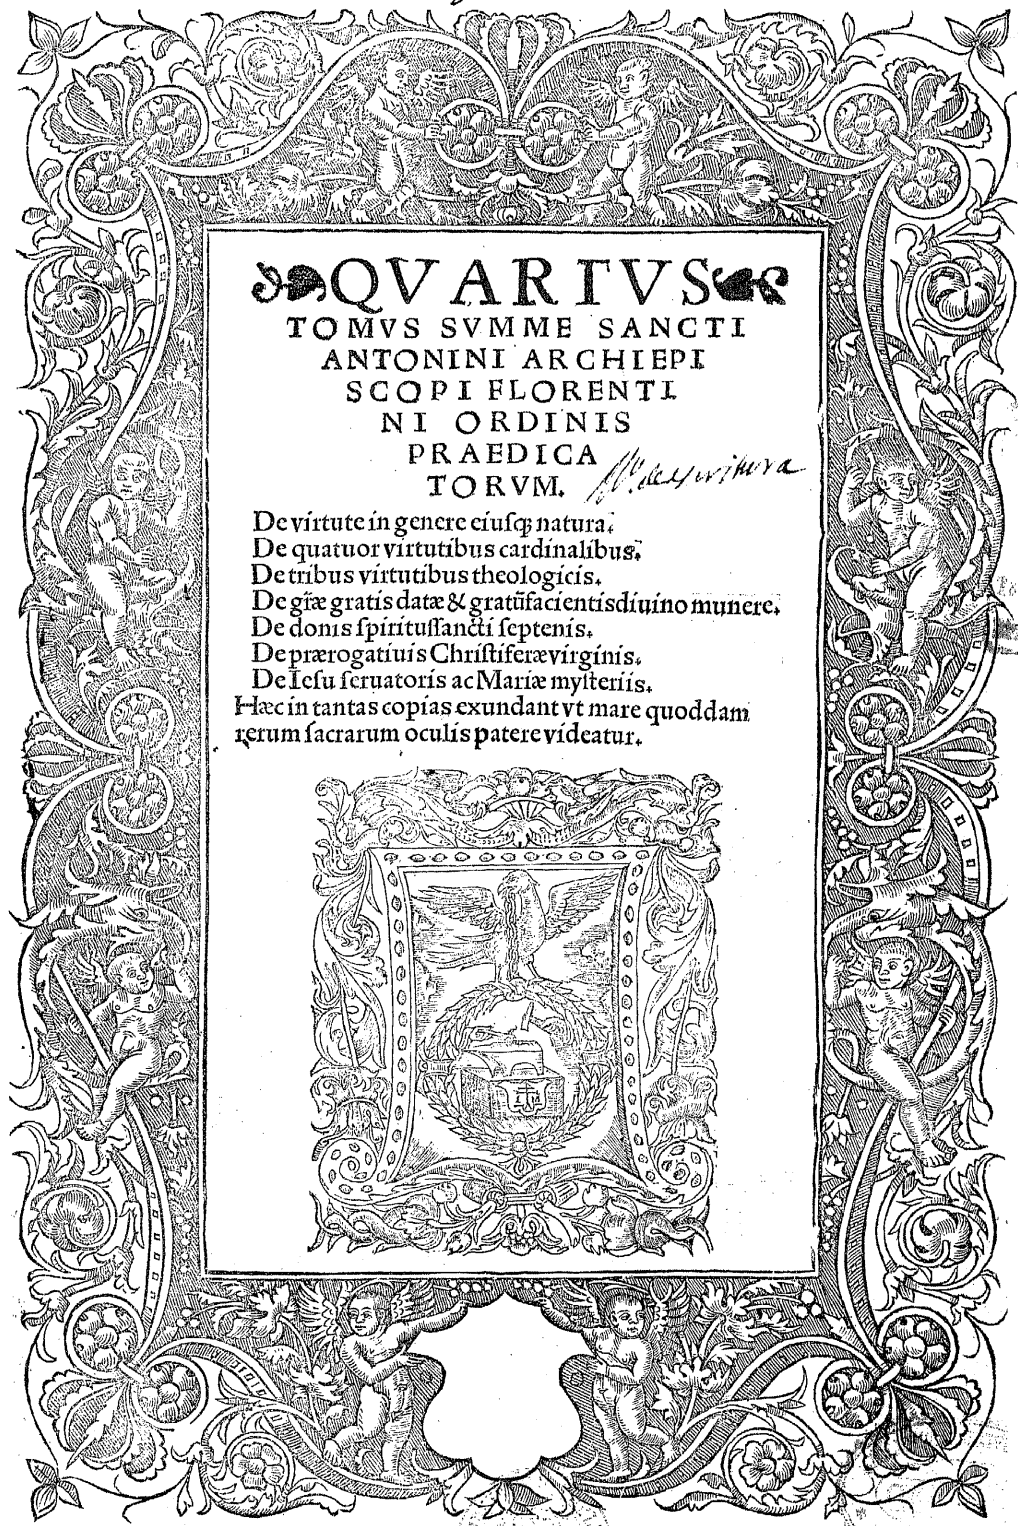 QVARTVS
TOMVS SVMME SANCTI
ANTONINI ARCHIEPI
SCOPI FLORENTI
NI ORDINIS
PRAEDICA
TORVM.
De virtute in genere eiusq; natura.
De quatuor virtutibus cardinalibus.
De tribus virtutibus theologicis.
De gr̃æ gratis datæ & gratũfacientis diuino munere.
De donis ſpirituſſancti ſeptenis.
De prærogatiuis Chriſtiferæ virginis.
De Ieſu ſeruatoris ac Mariæ myſteriis.
Hæc in tantas copias exundant vt mare quoddam
rerum ſacrarum oculis patere videatur.